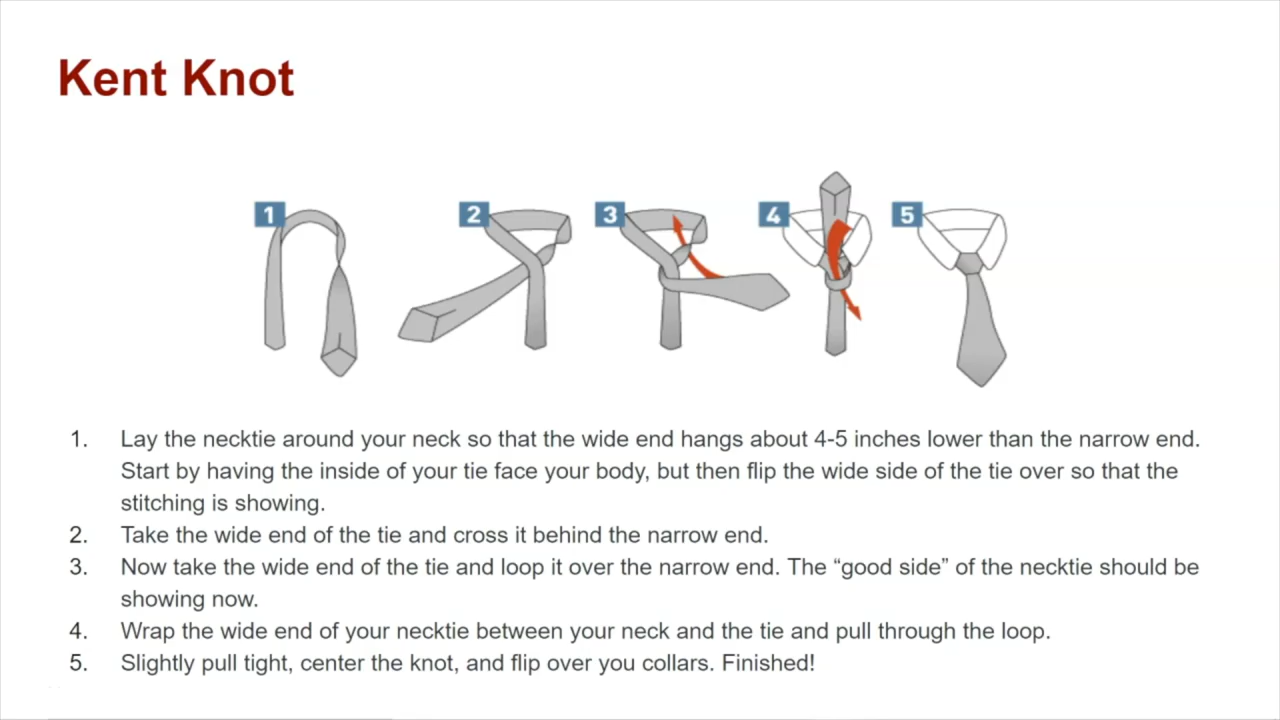 Kent Knot
1 2 3 4 5
1. Lay the necktie around your neck so that the wide end hangs about 4-5 inches lower than the narrow end.
Start by having the inside of your tie face your body, but then flip the wide side of the tie over so that the
stitching is showing.
2. Take the wide end of the tie and cross it behind the narrow end.
3. Now take the wide end of the tie and loop it over the narrow end. The “good side” of the necktie should be
showing now.
4. Wrap the wide end of your necktie between your neck and the tie and pull through the loop.
5. Slightly pull tight, center the knot, and flip over you collars. Finished!